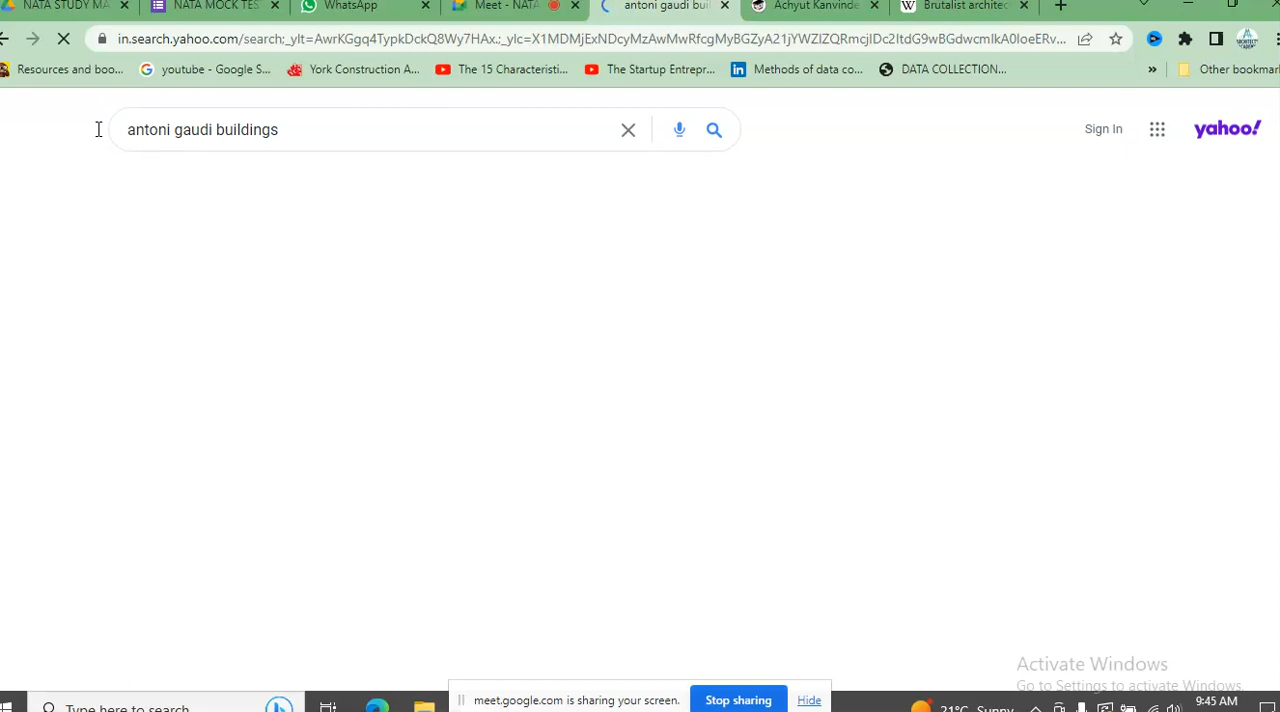 NATA STUDY MA
NATA MOCK TES
WhatsApp
Meet - NATA
antoni gaudi buil
Achyut Kanvinde
W Brutalist architec
in.search.yahoo.com/search;_ylt=AwrKGgq4TypkDckQ8Wy7HAx.;_ylc=X1MDMjExNDcyMzAwMwRfcgMyBGZyA21jYWZlZQRmcjIDc2ItdG9wBGdwcmlkA0loeERv...
Resources and boo...
youtube - Google S...
York Construction A...
The 15 Characteristi...
The Startup Entrepr...
in Methods of data co...
DATA COLLECTION...
»
Other bookmar
antoni gaudi buildings
Sign In
yahoo!
Activate Windows
Go to Settings to activate Windows.
meet.google.com is sharing your screen.
Stop sharing
Hide
Type here to search
21°C Sunny
9:45 AM